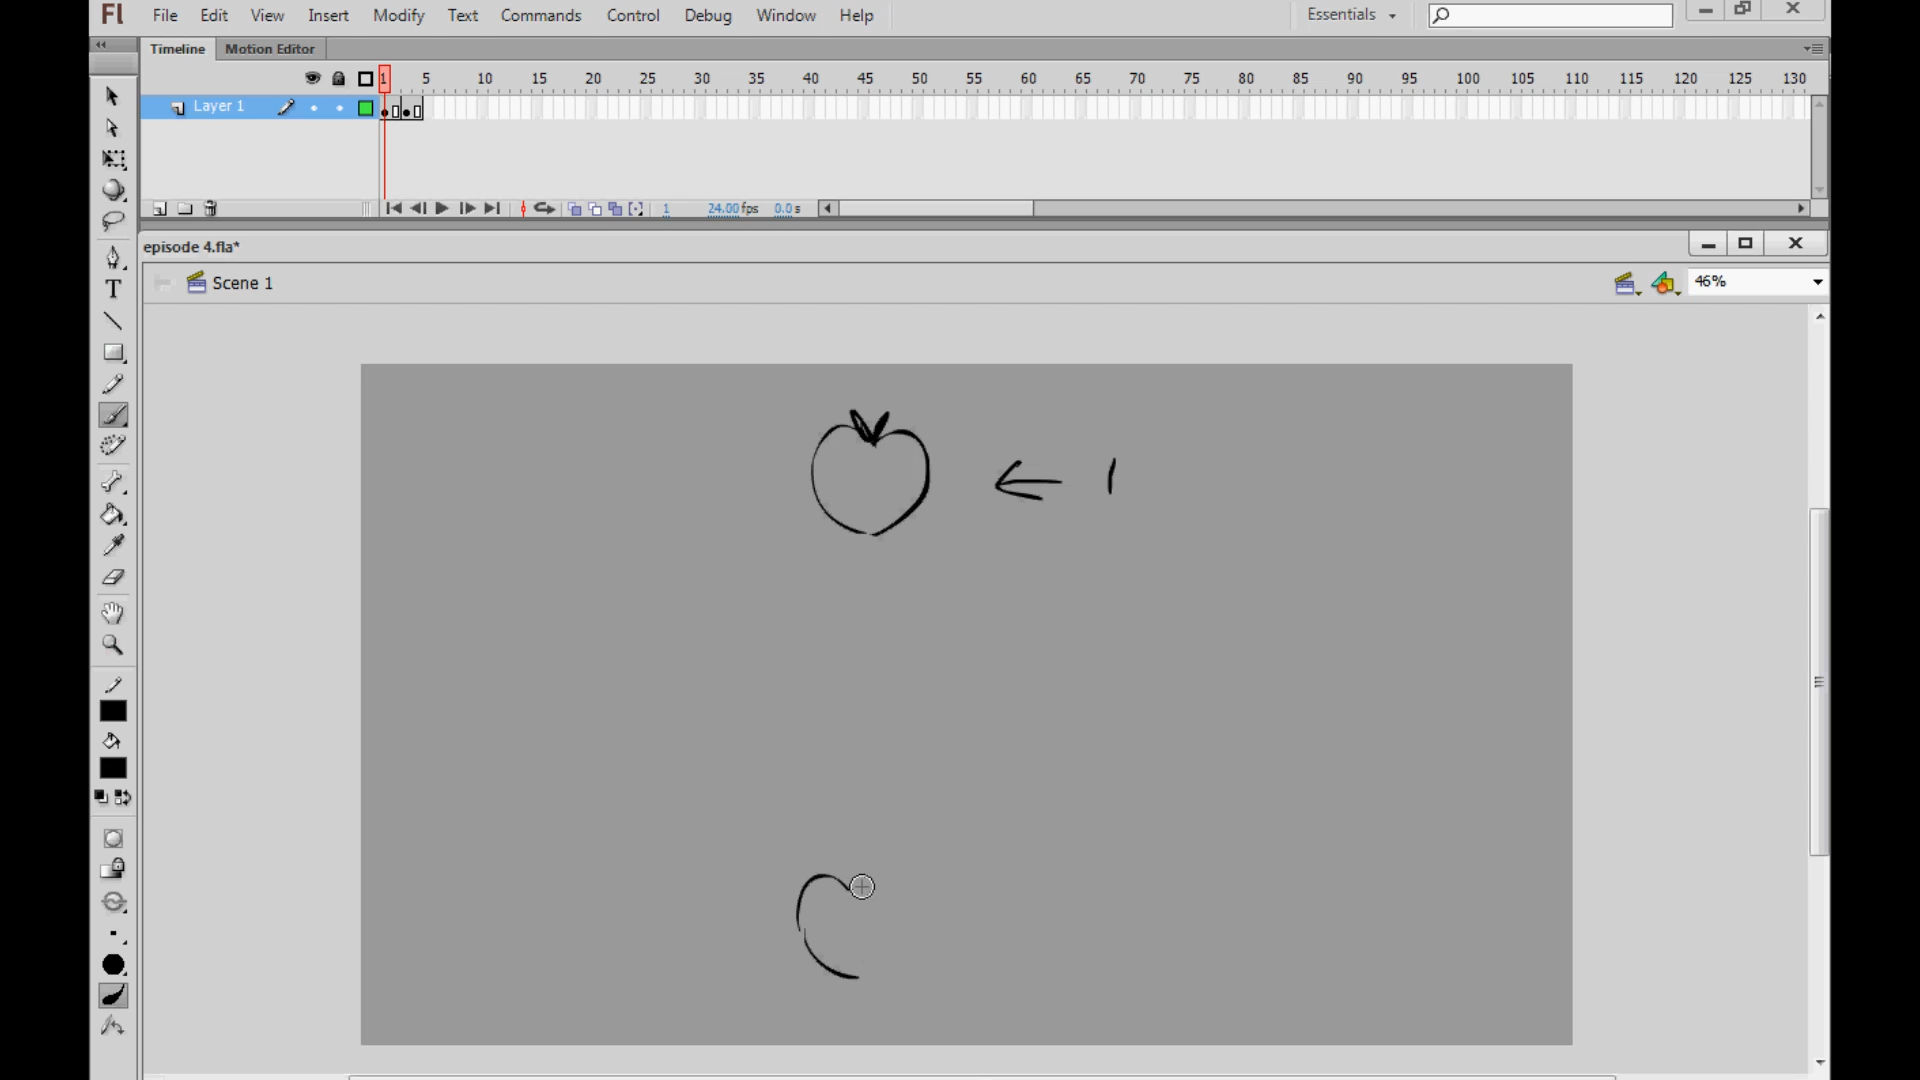 Fl File Edit View Insert Modify Text Commands Control Debug Window Help Essentials
Timeline Motion Editor
1 5 10 15 20 25 30 35 40 45 50 55 60 65 70 75 80 85 90 95 100 105 110 115 120 125 130
Layer 1
1 24.00 fps 0.0 s
episode 4.fla*
Scene 1
46%
T
1